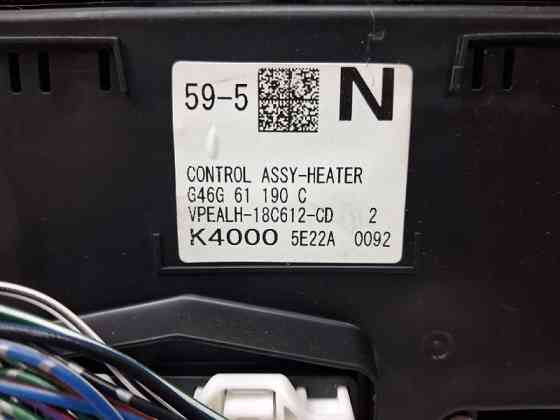 59-5 N
CONTROL ASSY-HEATER
G46G 61 190 C
VPEALH-18C612-CD 2
K4000 5E22A 0092